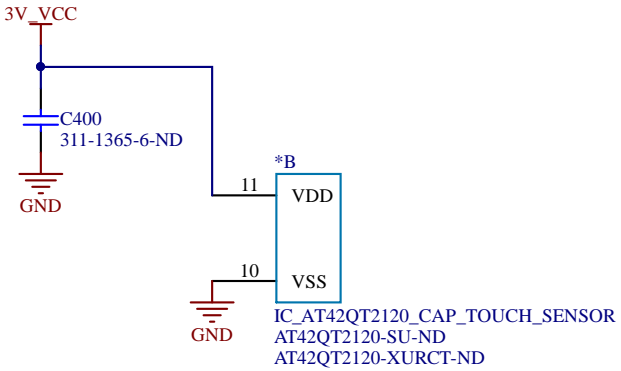 3V_VCC
C400
311-1365-6-ND
GND
*B
11 VDD
10 VSS
GND
IC_AT42QT2120_CAP_TOUCH_SENSOR
AT42QT2120-SU-ND
AT42QT2120-XURCT-ND